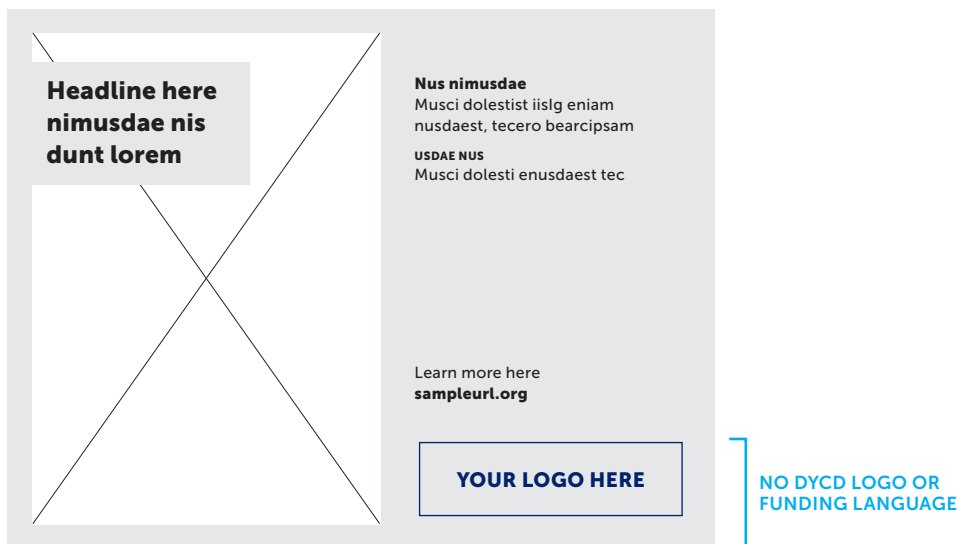 Headline here
nimusdae nis
dunt lorem
Nus nimusdae
Musci dolestist iislg eniam
nusdaest, tecero bearcipsam
USDAE NUS
Musci dolesti enusdaest tec
Learn more here
sampleurl.org
YOUR LOGO HERE
NO DYCD LOGO OR
FUNDING LANGUAGE